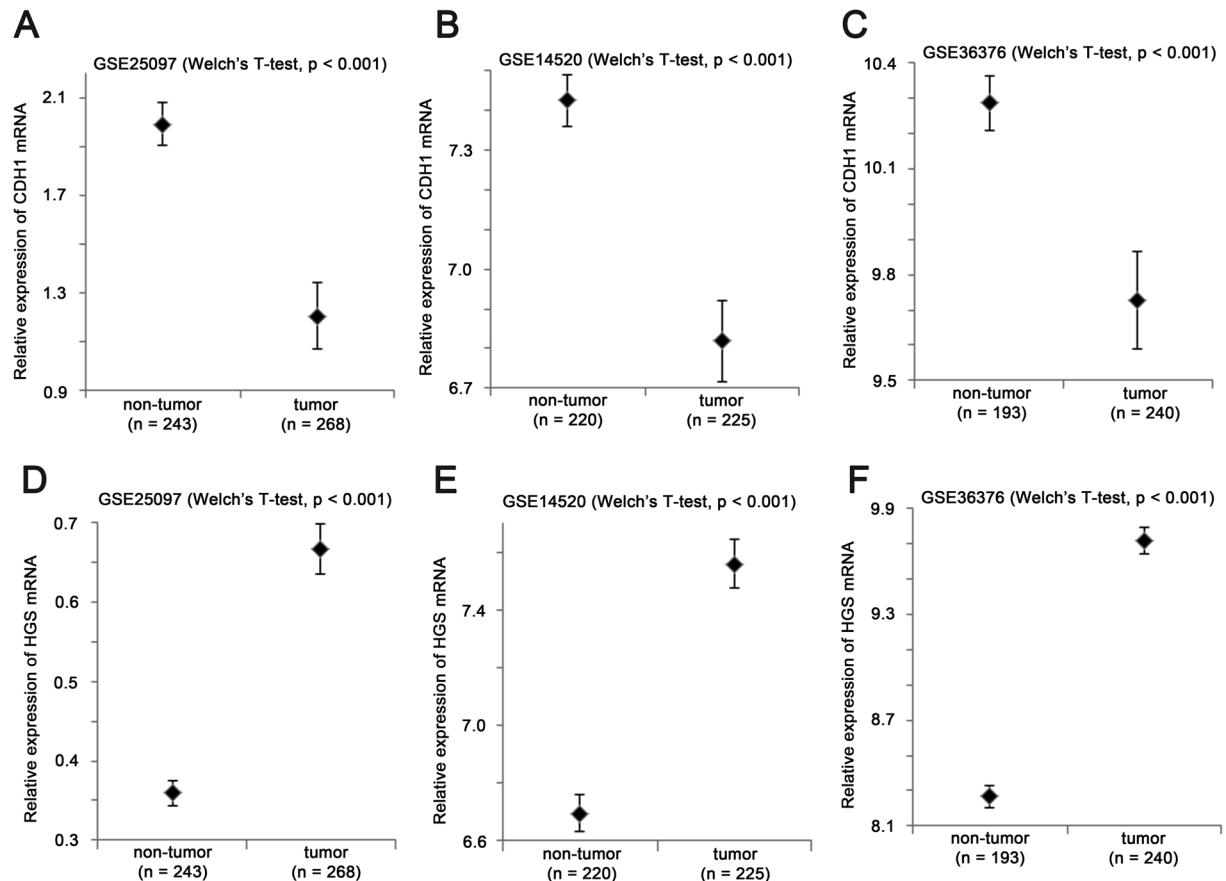 A
GSE25097 (Welch's T-test, p < 0.001)
Relative expression of CDH1 mRNA
2.1
1.7
1.3
0.9
non-tumor
(n = 243)
tumor
(n = 268)
B
GSE14520 (Welch's T-test, p < 0.001)
Relative expression of CDH1 mRNA
7.3
7.0
6.7
non-tumor
(n = 220)
tumor
(n = 225)
C
GSE36376 (Welch's T-test, p < 0.001)
Relative expression of CDH1 mRNA
10.4
10.1
9.8
9.5
non-tumor
(n = 193)
tumor
(n = 240)
D
GSE25097 (Welch's T-test, p < 0.001)
Relative expression of HGS mRNA
0.7
0.6
0.5
0.4
0.3
non-tumor
(n = 243)
tumor
(n = 268)
E
GSE14520 (Welch's T-test, p < 0.001)
Relative expression of HGS mRNA
7.4
7.0
6.6
non-tumor
(n = 220)
tumor
(n = 225)
F
GSE36376 (Welch's T-test, p < 0.001)
Relative expression of HGS mRNA
9.9
9.3
8.7
8.1
non-tumor
(n = 193)
tumor
(n = 240)